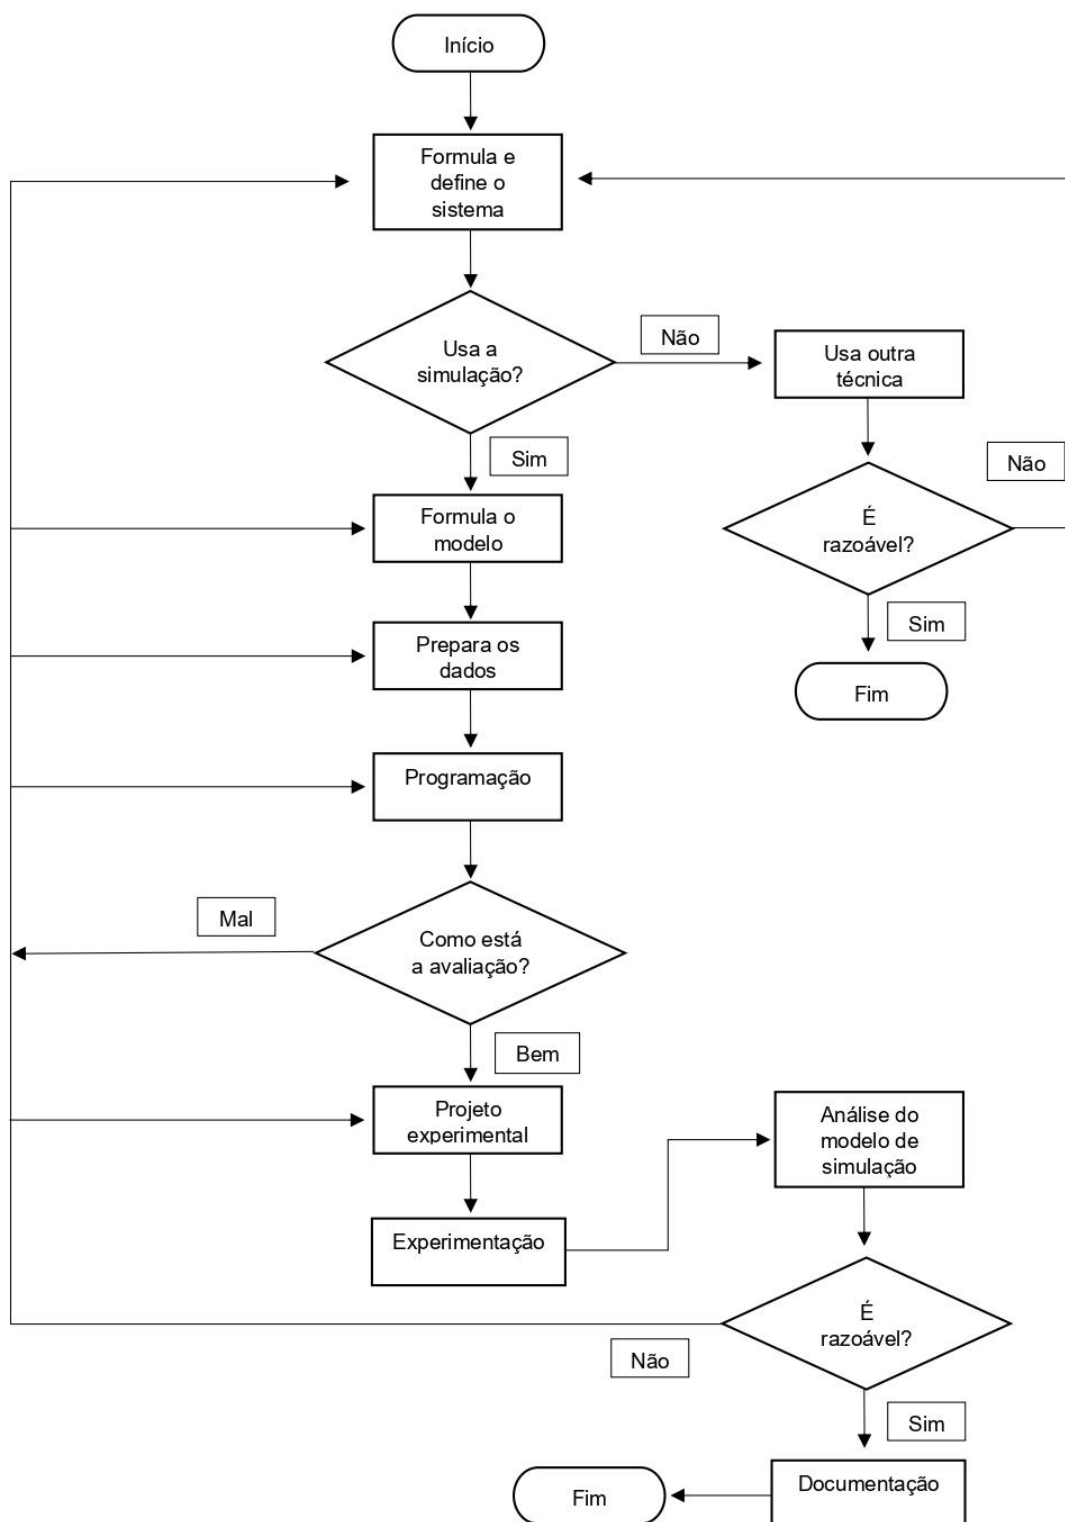 Início
Formula e
define o
sistema
Usa a
simulação?
Não
Usa outra
técnica
Sim
É
razoável?
Não
Formula o
modelo
Sim
Fim
Prepara os
dados
Programação
Mal
Como está
a avaliação?
Bem
Projeto
experimental
Experimentação
Análise do
modelo de
simulação
É
razoável?
Não
Sim
Documentação
Fim